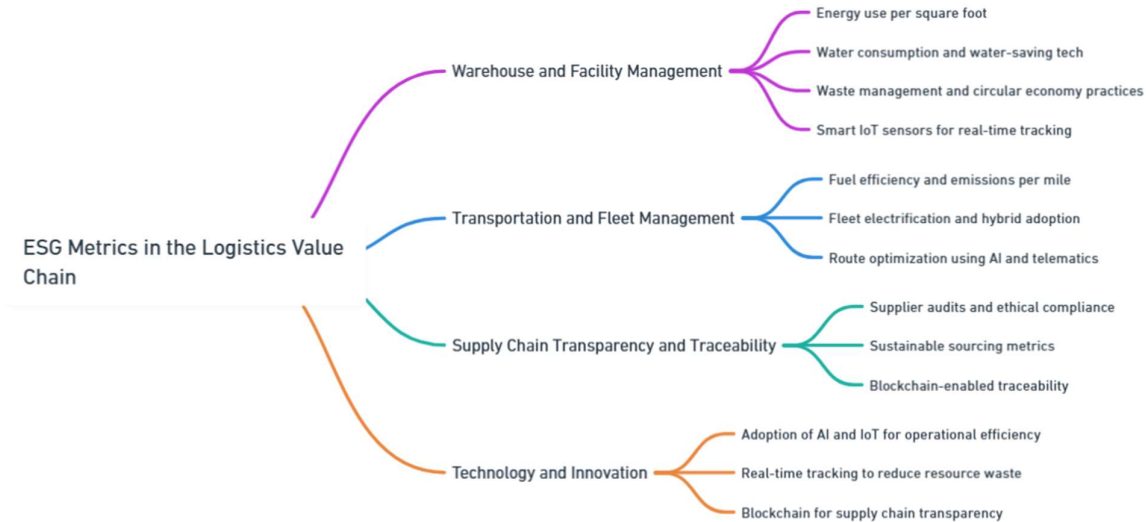 ESG Metrics in the Logistics Value
Chain
Warehouse and Facility Management
Energy use per square foot
Water consumption and water-saving tech
Waste management and circular economy practices
Smart IoT sensors for real-time tracking
Transportation and Fleet Management
Fuel efficiency and emissions per mile
Fleet electrification and hybrid adoption
Route optimization using AI and telematics
Supply Chain Transparency and Traceability
Supplier audits and ethical compliance
Sustainable sourcing metrics
Blockchain-enabled traceability
Technology and Innovation
Adoption of AI and IoT for operational efficiency
Real-time tracking to reduce resource waste
Blockchain for supply chain transparency